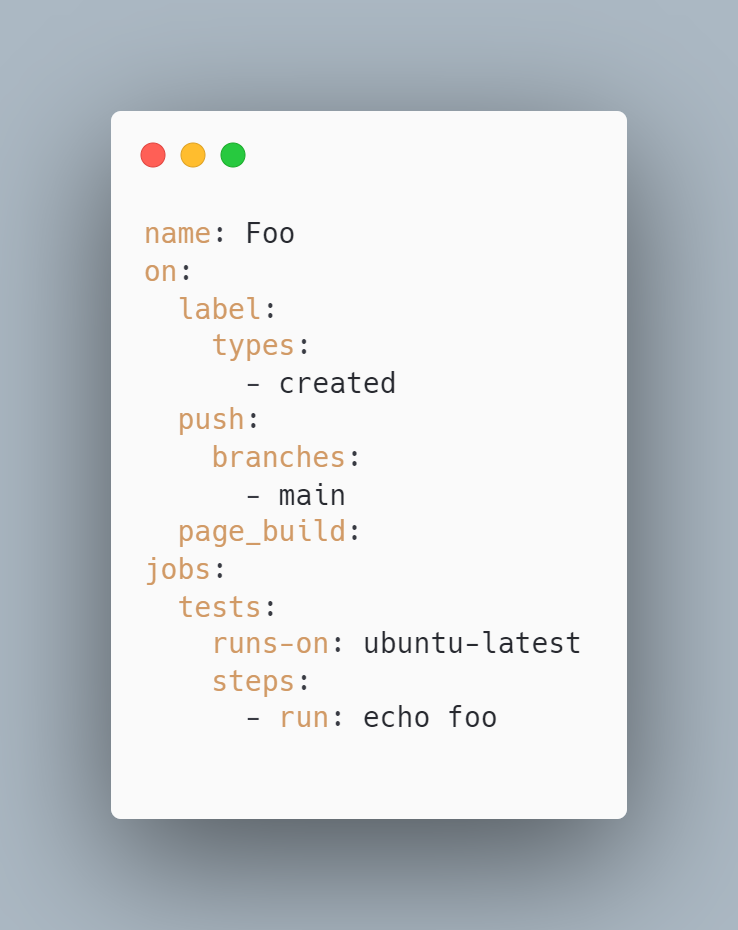 name: Foo
on:
  label:
    types:
      - created
  push:
    branches:
      - main
  page_build:
jobs:
  tests:
    runs-on: ubuntu-latest
    steps:
      - run: echo foo